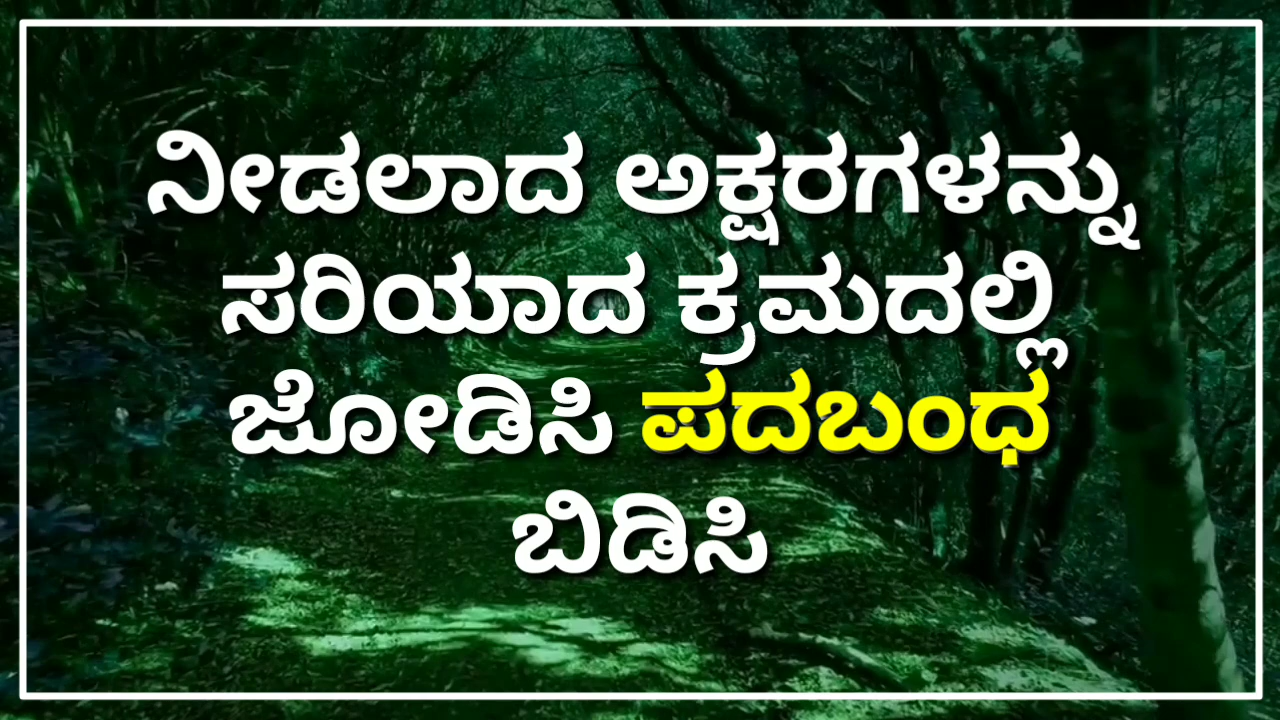 ನೀಡಲಾದ ಅಕ್ಷರಗಳನ್ನು
ಸರಿಯಾದ ಕ್ರಮದಲ್ಲಿ
ಜೋಡಿಸಿ ಪದಬಂಧ
ಬಿಡಿಸಿ